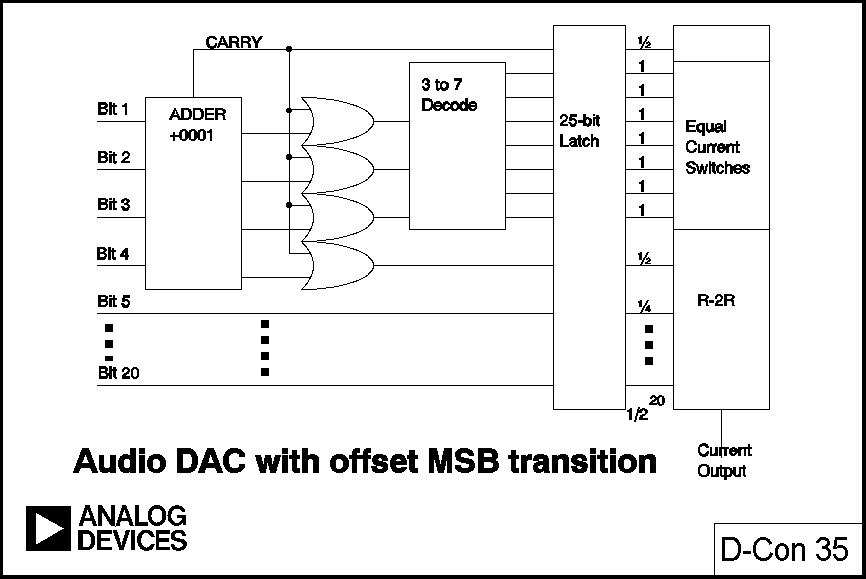 CARRY
½
1
1
1
1
1
1
1
½
¼
1/2 20
Bit 1
Bit 2
Bit 3
Bit 4
Bit 5
Bit 20
ADDER
+0001
3 to 7
Decode
25-bit
Latch
Equal
Current
Switches
R-2R
Current
Output
Audio DAC with offset MSB transition
ANALOG
DEVICES
D-Con 35